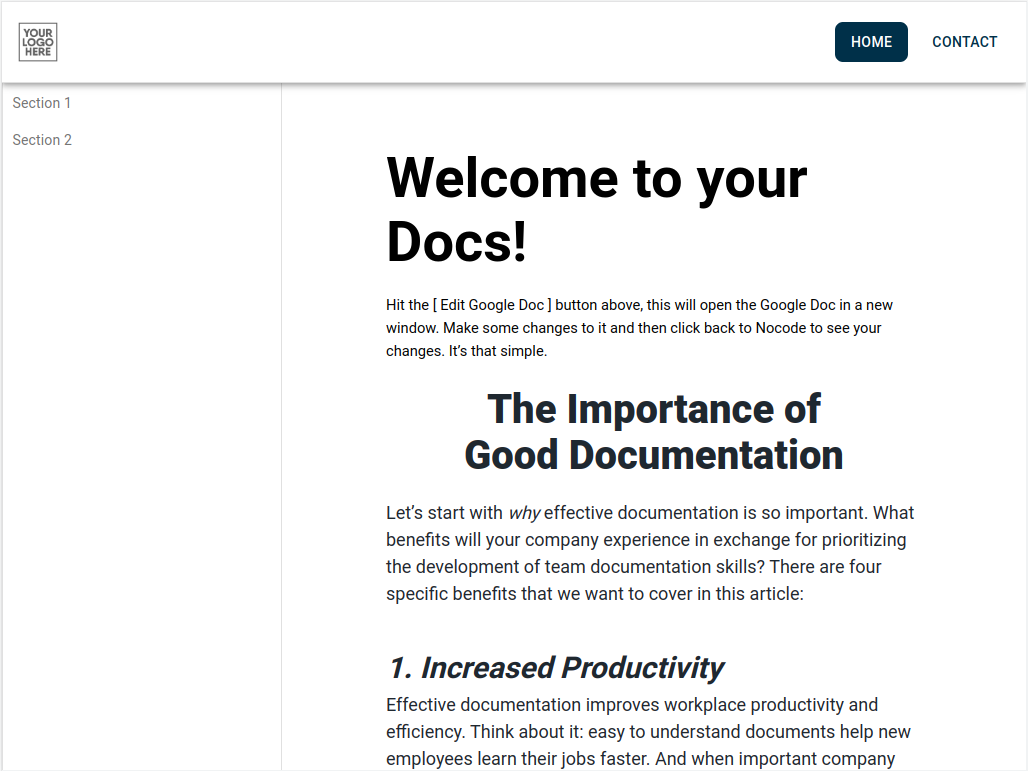 YOUR
LOGO
HERE
HOME
CONTACT
Section 1
Section 2
Welcome to your
Docs!
Hit the [ Edit Google Doc ] button above, this will open the Google Doc in a new
window. Make some changes to it and then click back to Nocode to see your
changes. It’s that simple.
The Importance of
Good Documentation
Let’s start with why effective documentation is so important. What
benefits will your company experience in exchange for prioritizing
the development of team documentation skills? There are four
specific benefits that we want to cover in this article:
1. Increased Productivity
Effective documentation improves workplace productivity and
efficiency. Think about it: easy to understand documents help new
employees learn their jobs faster. And when important company